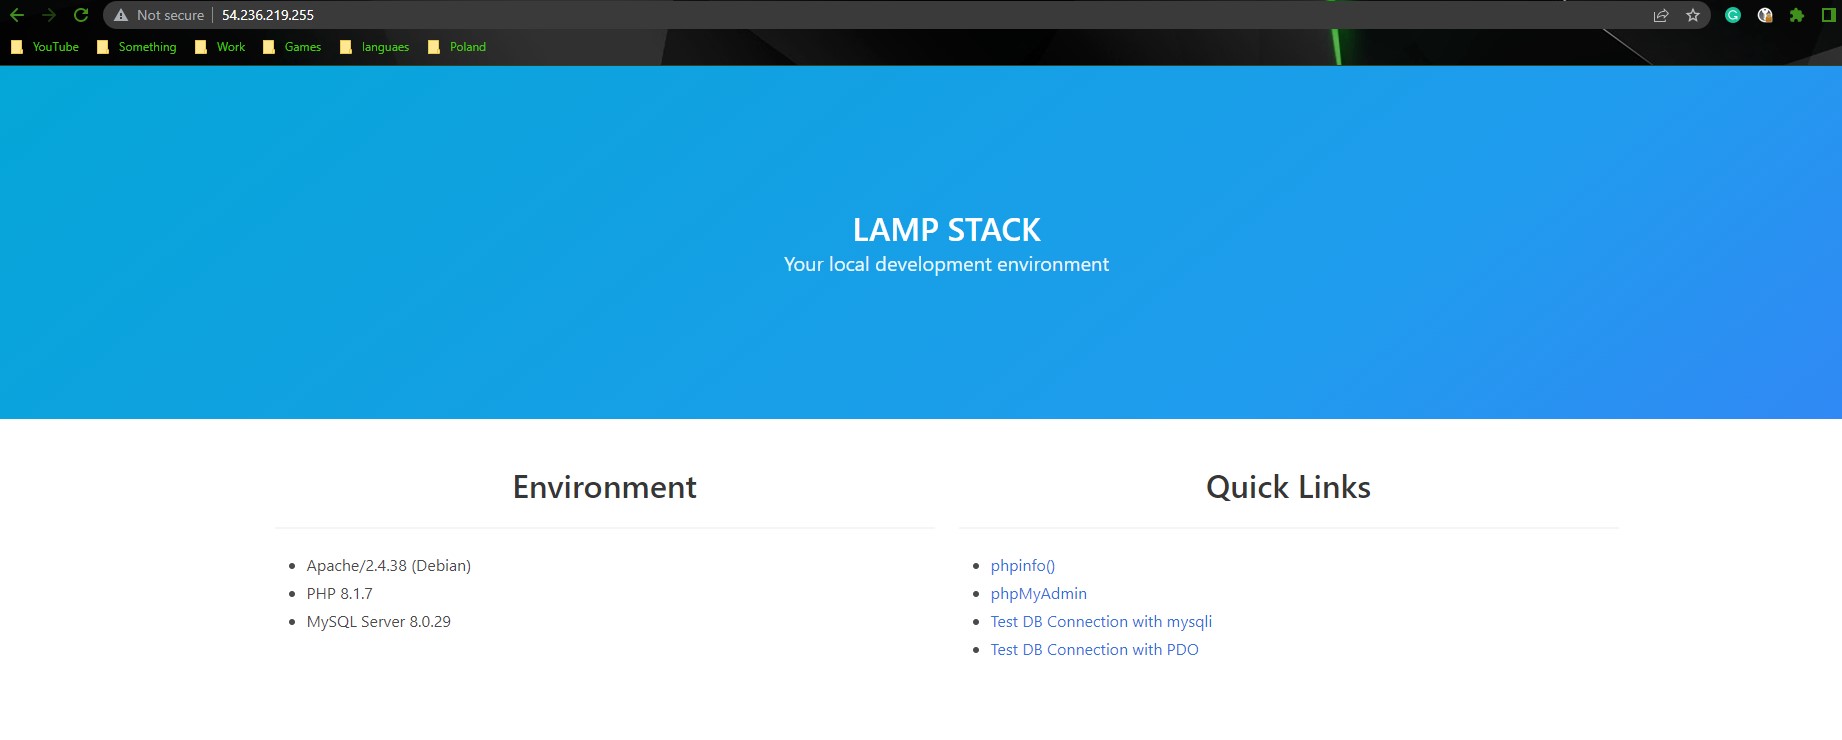 Not secure 54.236.219.255
YouTube Something Work Games languaes Poland
LAMP STACK
Your local development environment
Environment
Apache/2.4.38 (Debian)
PHP 8.1.7
MySQL Server 8.0.29
Quick Links
phpinfo()
phpMyAdmin
Test DB Connection with mysqli
Test DB Connection with PDO